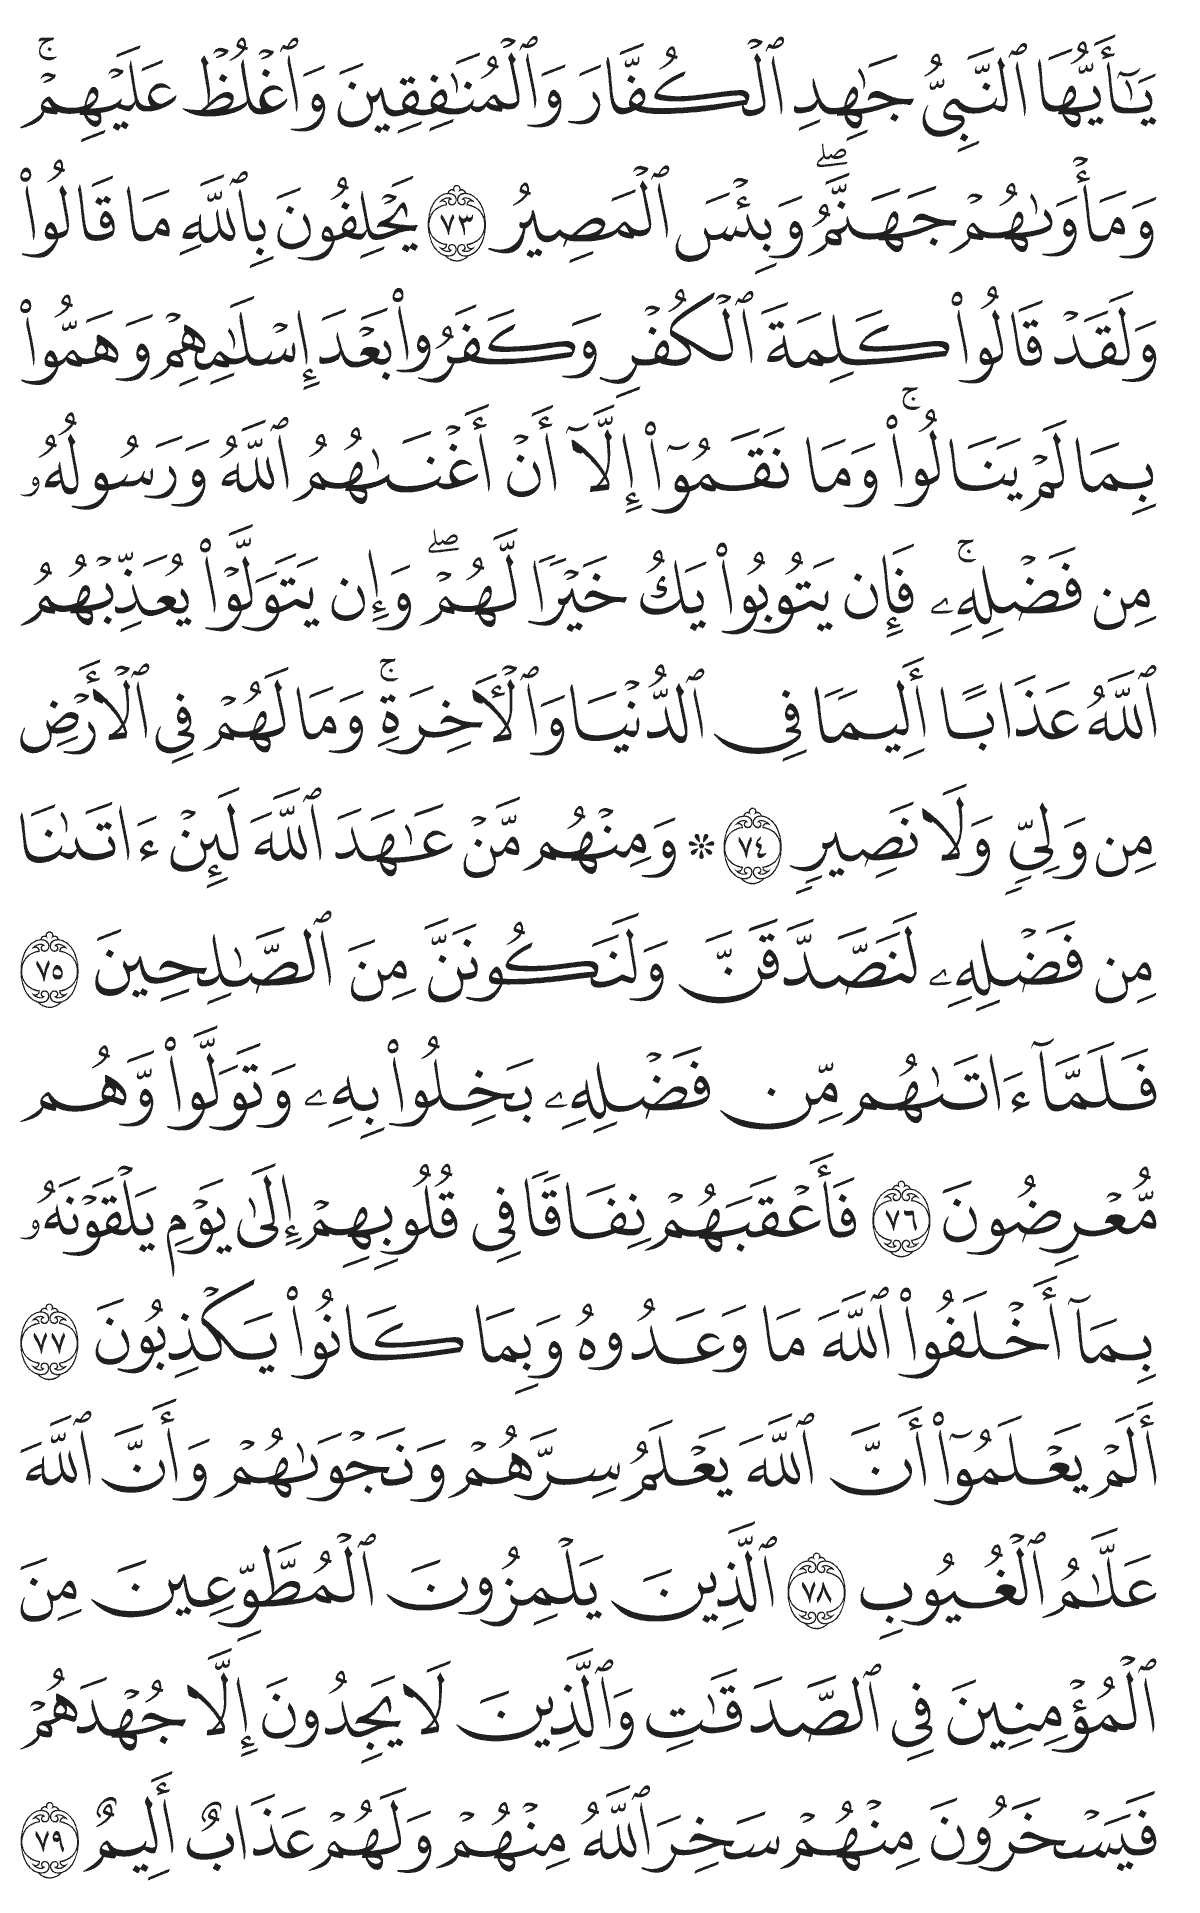 يَـٰٓأَيُّهَا ٱلنَّبِىُّ جَـٰهِدِ ٱلْكُفَّارَ وَٱلْمُنَـٰفِقِينَ وَٱغْلُظْ عَلَيْهِمْ ۚ
وَمَأْوَىٰهُمْ جَهَنَّمُ ۖ وَبِئْسَ ٱلْمَصِيرُ ٧٣ يَحْلِفُونَ بِٱللَّهِ مَا قَالُوا۟
وَلَقَدْ قَالُوا۟ كَلِمَةَ ٱلْكُفْرِ وَكَفَرُوا۟ بَعْدَ إِسْلَـٰمِهِمْ وَهَمُّوا۟
بِمَا لَمْ يَنَالُوا۟ ۚ وَمَا نَقَمُوٓا۟ إِلَّآ أَنْ أَغْنَىٰهُمُ ٱللَّهُ وَرَسُولُهُۥ
مِن فَضْلِهِۦ ۚ فَإِن يَتُوبُوا۟ يَكُ خَيْرًا لَّهُمْ ۖ وَإِن يَتَوَلَّوْا۟ يُعَذِّبْهُمُ
ٱللَّهُ عَذَابًا أَلِيمًا فِى ٱلدُّنْيَا وَٱلْـَٔاخِرَةِ ۚ وَمَا لَهُمْ فِى ٱلْأَرْضِ
مِن وَلِىٍّ وَلَا نَصِيرٍ ٧٤ ۞ وَمِنْهُم مَّنْ عَـٰهَدَ ٱللَّهَ لَئِنْ ءَاتَىٰنَا
مِن فَضْلِهِۦ لَنَصَّدَّقَنَّ وَلَنَكُونَنَّ مِنَ ٱلصَّـٰلِحِينَ ٧٥
فَلَمَّآ ءَاتَىٰهُم مِّن فَضْلِهِۦ بَخِلُوا۟ بِهِۦ وَتَوَلَّوا۟ وَّهُم
مُّعْرِضُونَ ٧٦ فَأَعْقَبَهُمْ نِفَاقًا فِى قُلُوبِهِمْ إِلَىٰ يَوْمِ يَلْقَوْنَهُۥ
بِمَآ أَخْلَفُوا۟ ٱللَّهَ مَا وَعَدُوهُ وَبِمَا كَانُوا۟ يَكْذِبُونَ ٧٧
أَلَمْ يَعْلَمُوٓا۟ أَنَّ ٱللَّهَ يَعْلَمُ سِرَّهُمْ وَنَجْوَىٰهُمْ وَأَنَّ ٱللَّهَ
عَلَّـٰمُ ٱلْغُيُوبِ ٧٨ ٱلَّذِينَ يَلْمِزُونَ ٱلْمُطَّوِّعِينَ مِنَ
ٱلْمُؤْمِنِينَ فِى ٱلصَّدَقَـٰتِ وَٱلَّذِينَ لَا يَجِدُونَ إِلَّا جُهْدَهُمْ
فَيَسْخَرُونَ مِنْهُمْ سَخِرَ ٱللَّهُ مِنْهُمْ وَلَهُمْ عَذَابٌ أَلِيمٌ ٧٩